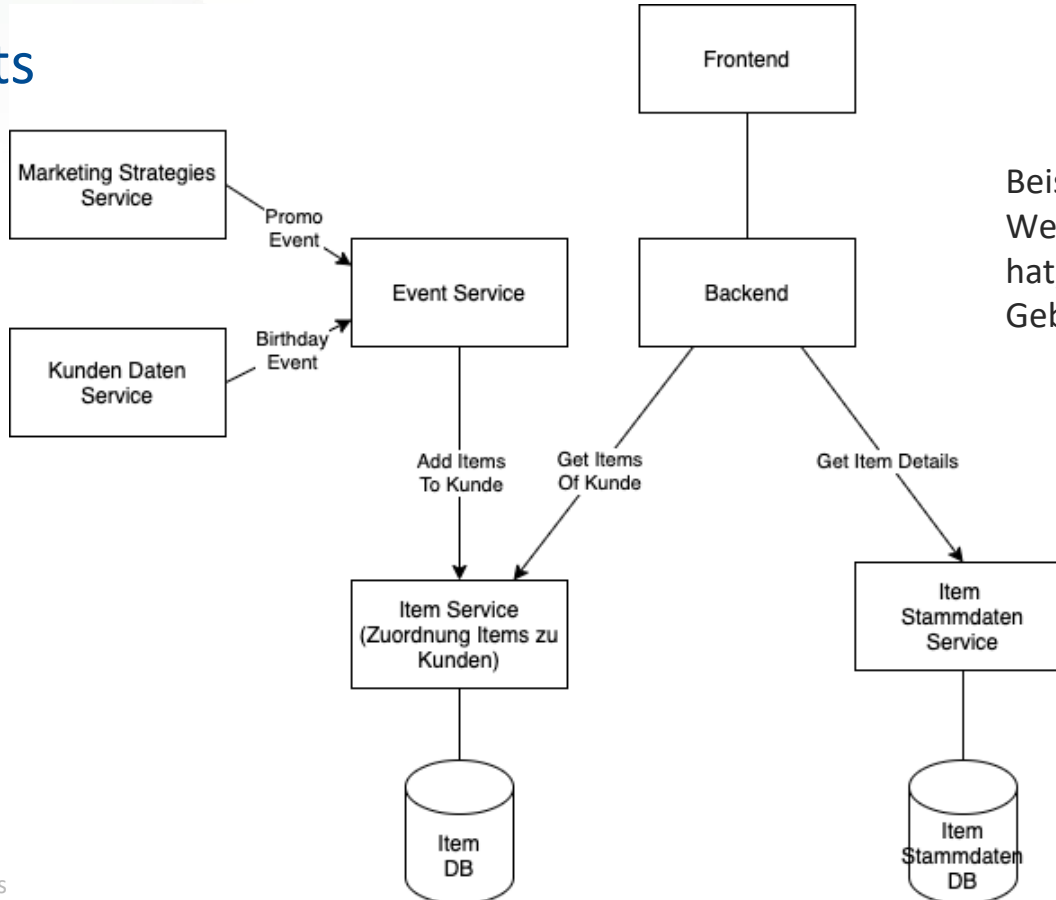 ts
Frontend
Marketing Strategies
Service
Promo
Event
Event Service
Backend
Birthday
Event
Kunden Daten
Service
Add Items
To Kunde
Get Items
Of Kunde
Get Item Details
Item Service
(Zuordnung Items zu
Kunden)
Item
Stammdaten
Service
Item
DB
Item
Stammdaten
DB
Beis
We
hat
Geb
s